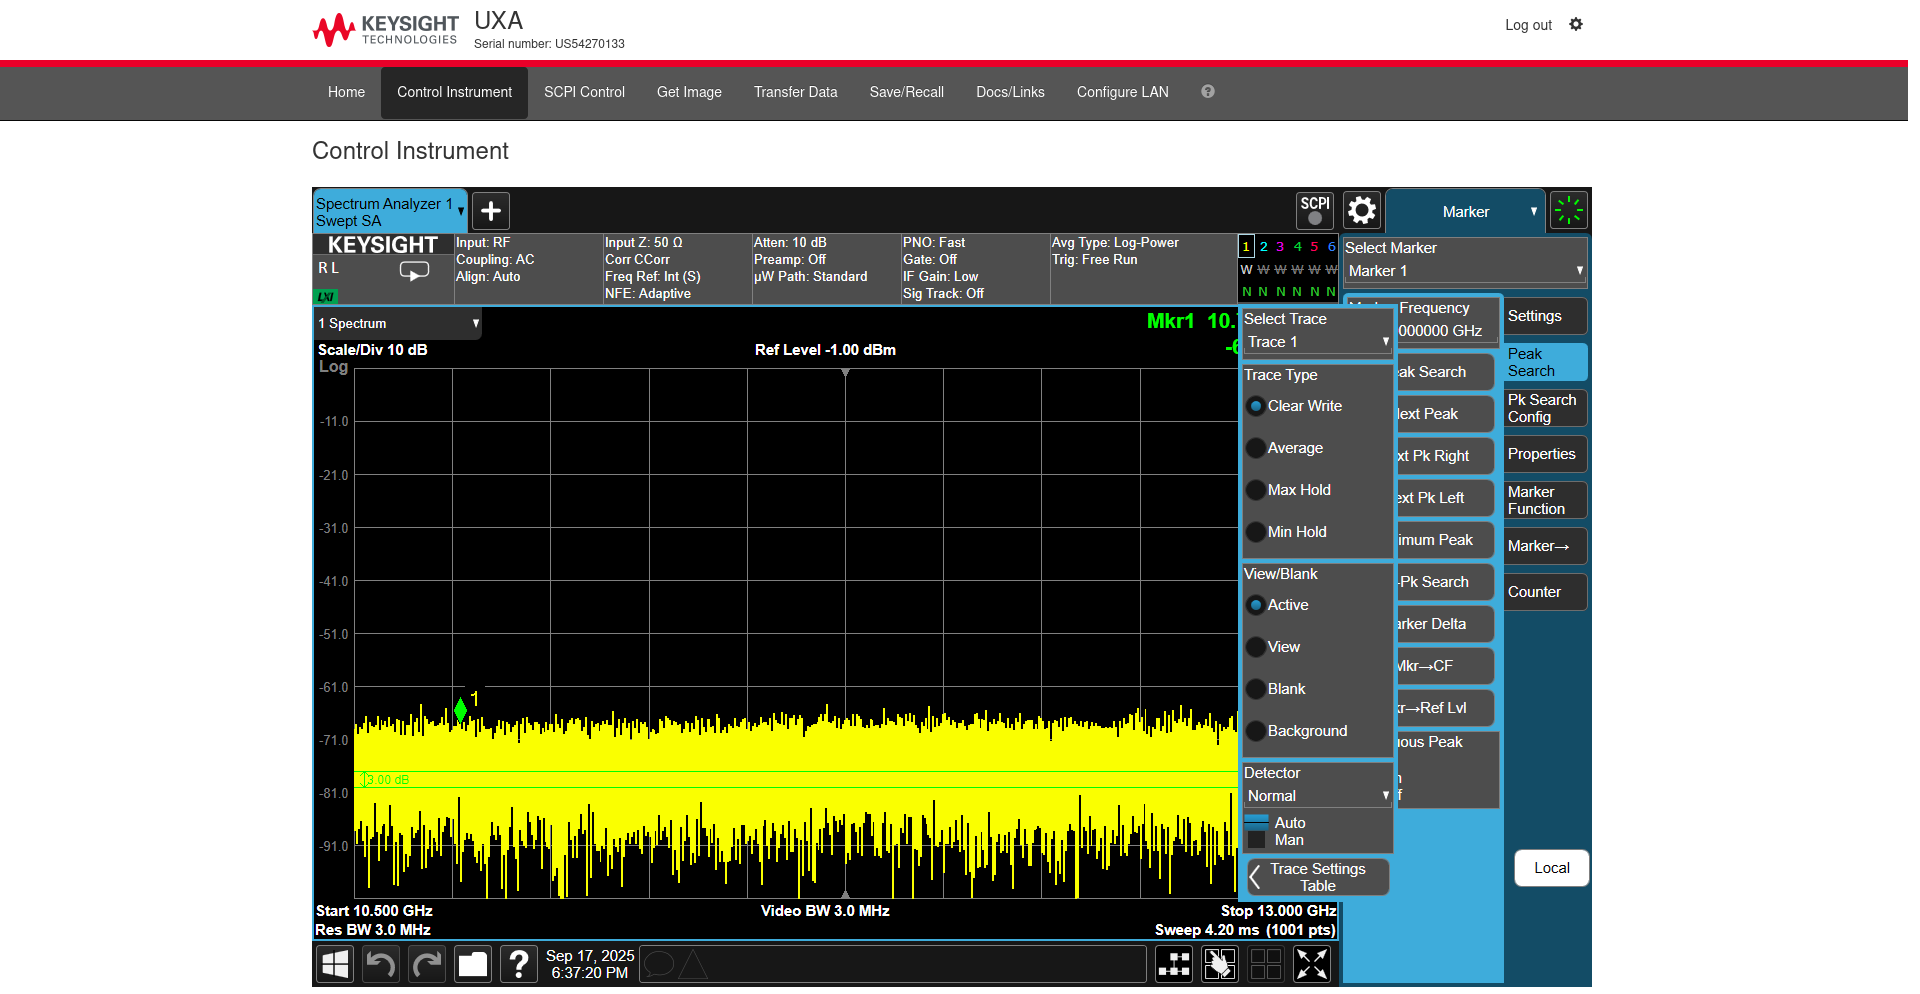 KEYSIGHT
TECHNOLOGIES
UXA
Serial number: US54270133
Log out
Home
Control Instrument
SCPI Control
Get Image
Transfer Data
Save/Recall
Docs/Links
Configure LAN
?
Control Instrument
Spectrum Analyzer 1
Swept SA
SCPI
Marker
KEYSIGHT
R L
LXI
Input: RF
Coupling: AC
Align: Auto
Input Z: 50 Ω
Corr CCorr
Freq Ref: Int (S)
NFE: Adaptive
Atten: 10 dB
Preamp: Off
µW Path: Standard
PNO: Fast
Gate: Off
IF Gain: Low
Sig Track: Off
Avg Type: Log-Power
Trig: Free Run
1 2 3 4 5 6
W W W W W W
N N N N N N
Select Marker
Marker 1
1 Spectrum
Scale/Div 10 dB
Log
Ref Level -1.00 dBm
Mkr1 10.
-6
-11.0
-21.0
-31.0
-41.0
-51.0
-61.0
-71.0
-81.0
-91.0
1
3.00 dB
Start 10.500 GHz
Res BW 3.0 MHz
Video BW 3.0 MHz
Stop 13.000 GHz
Sweep 4.20 ms (1001 pts)
Select Trace
Trace 1
Trace Type
Clear Write
Average
Max Hold
Min Hold
View/Blank
Active
View
Blank
Background
Detector
Normal
Auto
Man
Trace Settings
Table
Frequency
000000 GHz
ak Search
ext Peak
xt Pk Right
ext Pk Left
imum Peak
-Pk Search
arker Delta
Mkr→CF
r→Ref Lvl
uous Peak
Settings
Peak
Search
Pk Search
Config
Properties
Marker
Function
Marker→
Counter
Local
?
Sep 17, 2025
6:37:20 PM